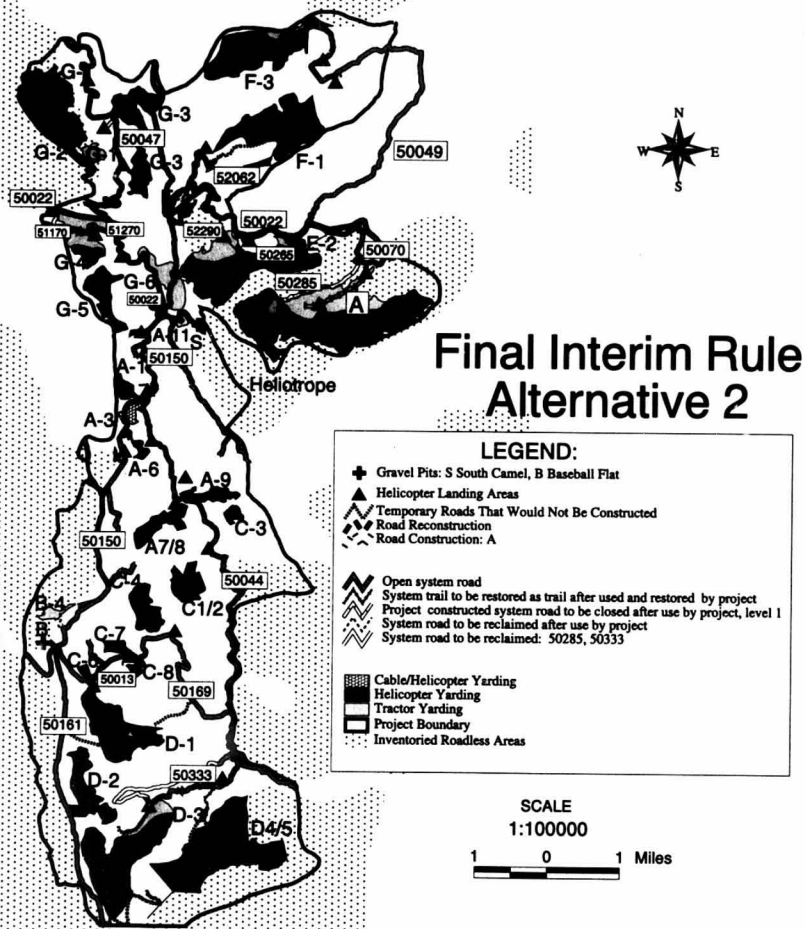 G-
F-3
G-3
50047
G-2
G-1
G-3
F-1
50049
52062
50022
50022
51170
51270
52290
E-2
50070
50265
G-4
G-6
50285
50022
A
G-5
A-11
S
50150
A-1
Heliotrope
A-3
A-6
A-9
C-3
50150
A7/8
C-4
50044
B-4
C1/2
B
C-7
C-6
C-8
50013
50169
50161
D-1
50333
D-2
D-3
D4/5
N
W
E
S
Final Interim Rule
Alternative 2
LEGEND:
Gravel Pits: S South Camel, B Baseball Flat
Helicopter Landing Areas
Temporary Roads That Would Not Be Constructed
Road Reconstruction
Road Construction: A
Open system road
System trail to be restored as trail after used and restored by project
Project constructed system road to be closed after use by project, level 1
System road to be reclaimed after use by project
System road to be reclaimed: 50285, 50333
Cable/Helicopter Yarding
Helicopter Yarding
Tractor Yarding
Project Boundary
Inventoried Roadless Areas
SCALE
1:100000
1 0 1 Miles